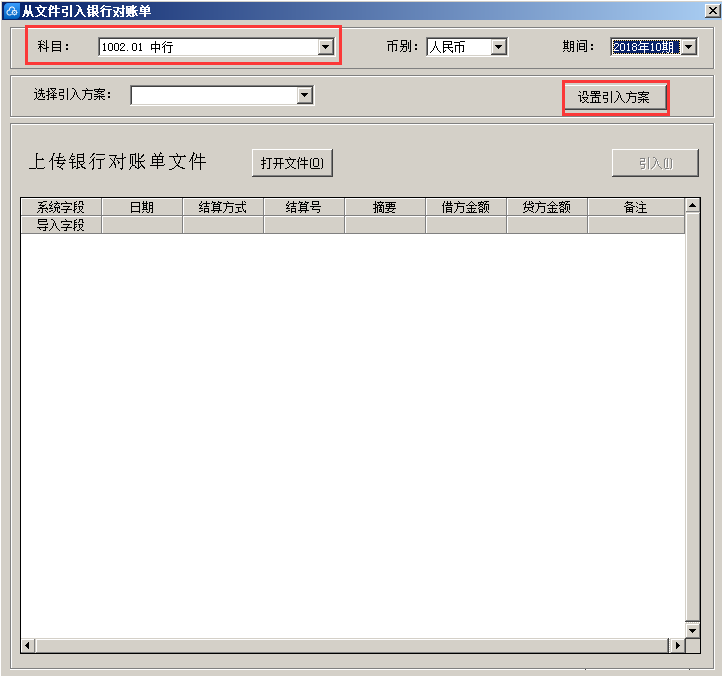 从文件引入银行对账单
科目： 1002.01 中行 币别： 人民币 期间： 2018年10期
选择引入方案： 设置引入方案
上传银行对账单文件 打开文件(O) 引入(I)
系统字段 日期 结算方式 结算号 摘要 借方金额 贷方金额 备注
导入字段